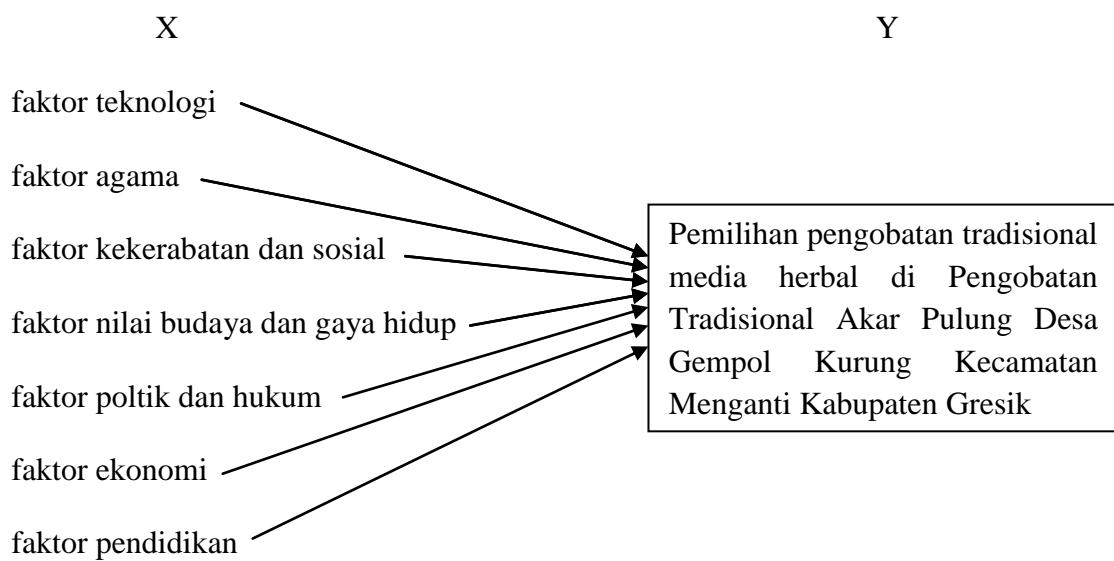 X
Y
faktor teknologi
faktor agama
faktor kekerabatan dan sosial
faktor nilai budaya dan gaya hidup
faktor poltik dan hukum
faktor ekonomi
faktor pendidikan
Pemilihan pengobatan tradisional
media herbal di Pengobatan
Tradisional Akar Pulung Desa
Gempol Kurung Kecamatan
Menganti Kabupaten Gresik